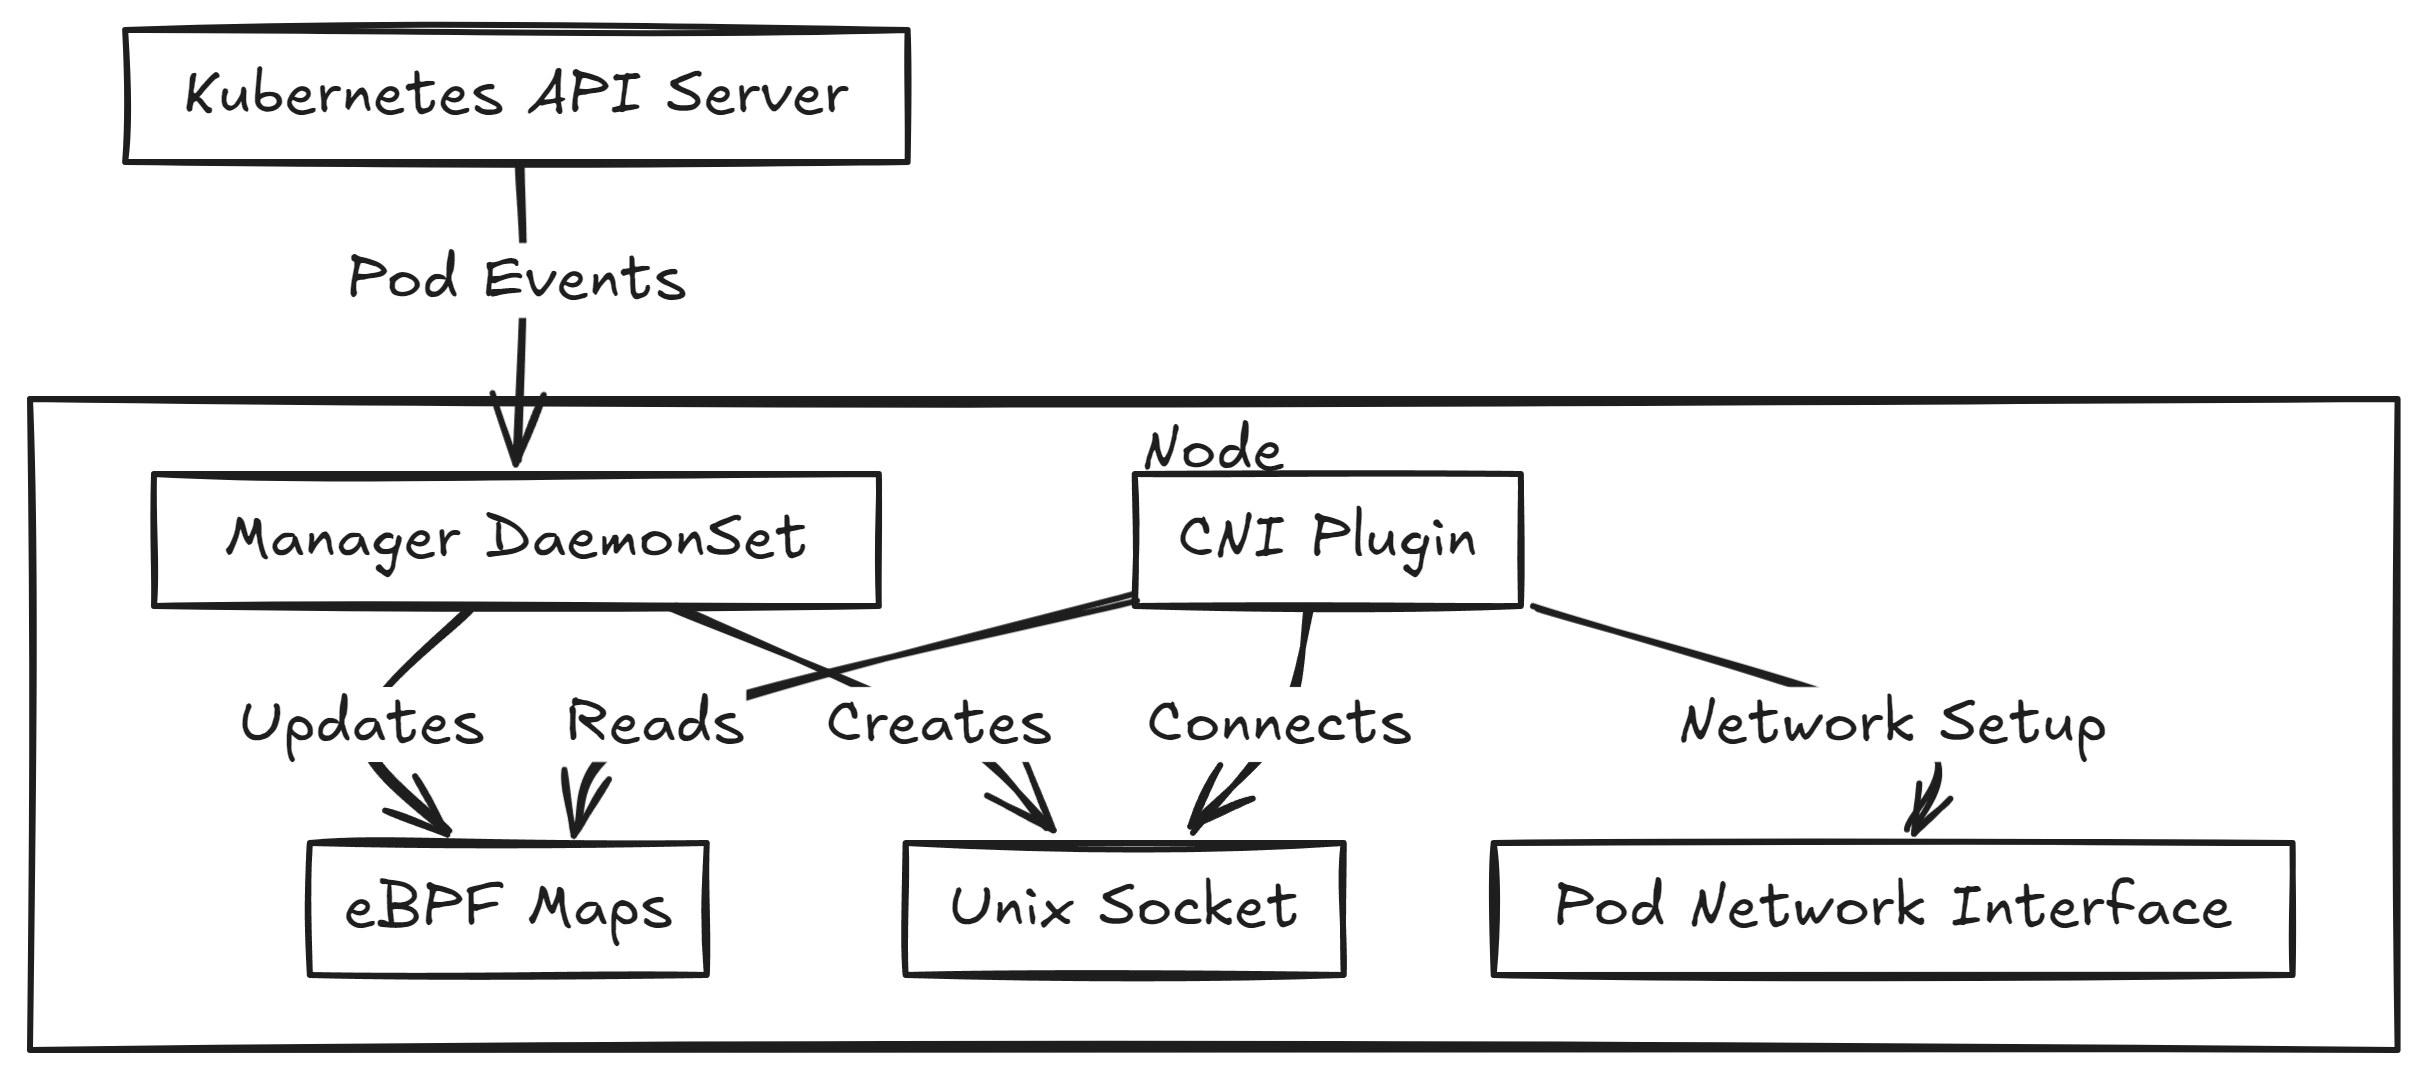 Kubernetes API Server
Pod Events
Node
Manager DaemonSet
CNI Plugin
Updates
Reads
Creates
Connects
Network Setup
eBPF Maps
Unix Socket
Pod Network Interface